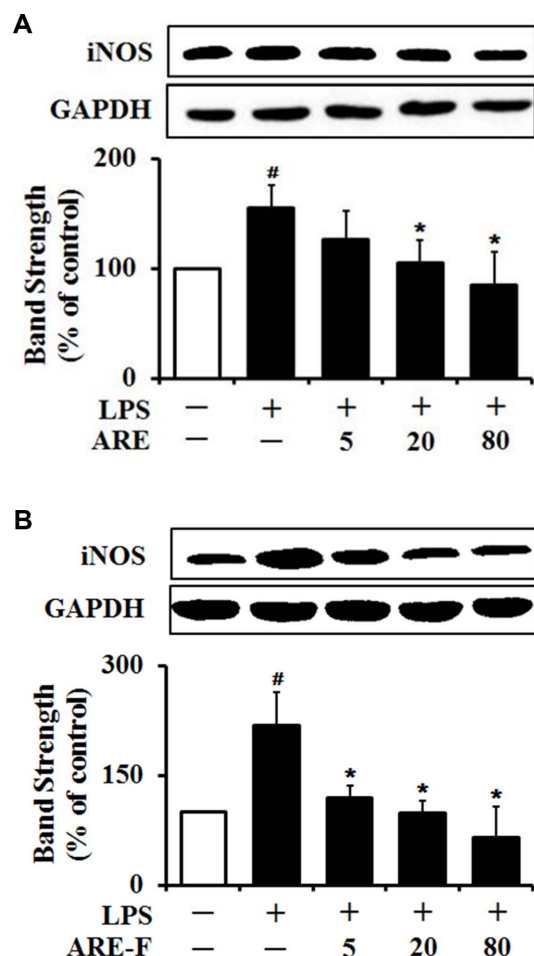 A
iNOS
GAPDH
200
100
0
Band Strength
(% of control)
#
*
*
LPS − + + + +
ARE − − 5 20 80
B
iNOS
GAPDH
300
150
0
Band Strength
(% of control)
#
*
*
*
LPS − + + + +
ARE-F − − 5 20 80